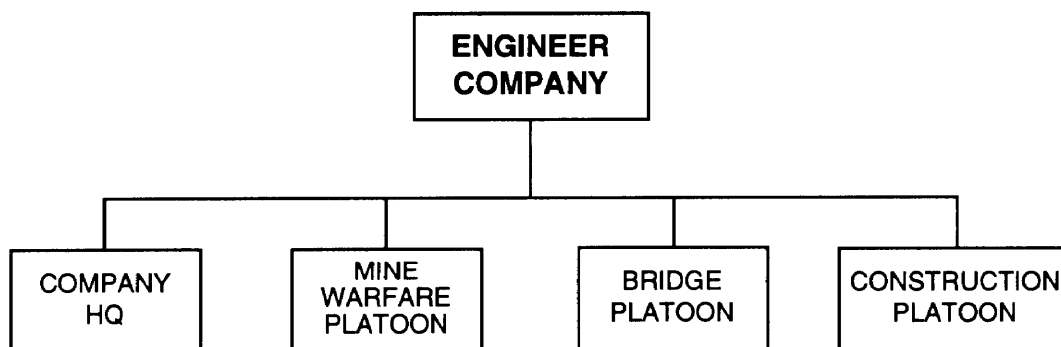 ENGINEER
COMPANY
COMPANY
HQ
MINE
WARFARE
PLATOON
BRIDGE
PLATOON
CONSTRUCTION
PLATOON